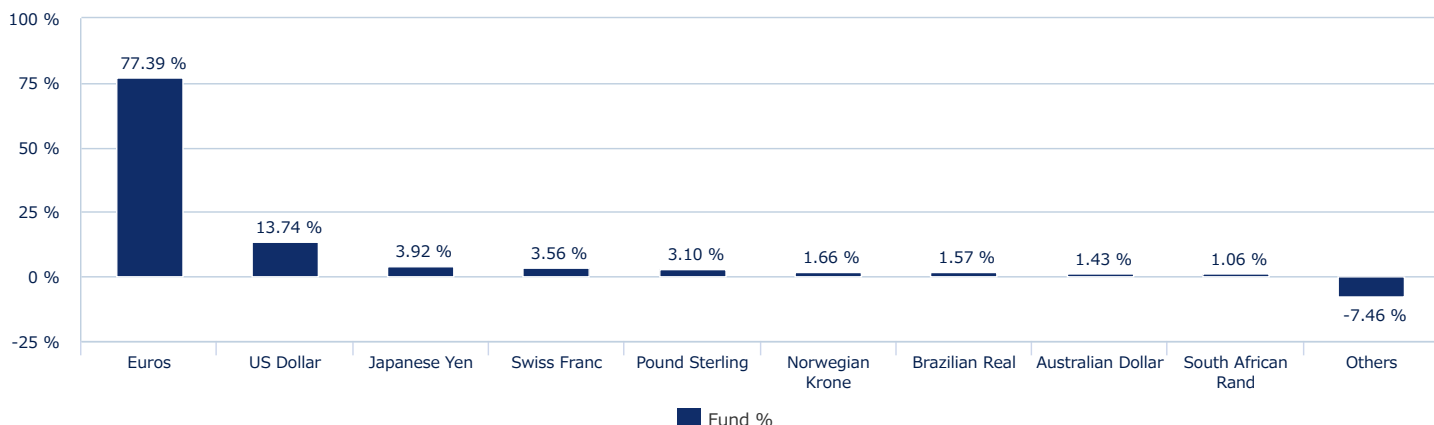 100 %
75 %
50 %
25 %
0 %
-25 %
77.39 %
13.74 %
3.92 %
3.56 %
3.10 %
1.66 %
1.57 %
1.43 %
1.06 %
-7.46 %
Euros
US Dollar
Japanese Yen
Swiss Franc
Pound Sterling
Norwegian
Krone
Brazilian Real
Australian Dollar
South African
Rand
Others
Fund %